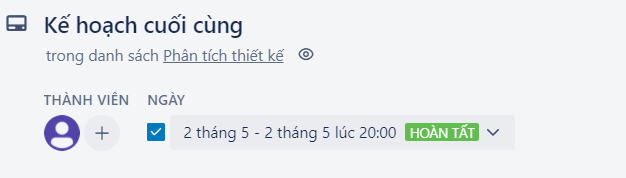 Kế hoạch cuối cùng
trong danh sách Phân tích thiết kế
THÀNH VIÊN NGÀY
2 tháng 5 - 2 tháng 5 lúc 20:00 HOÀN TẤT